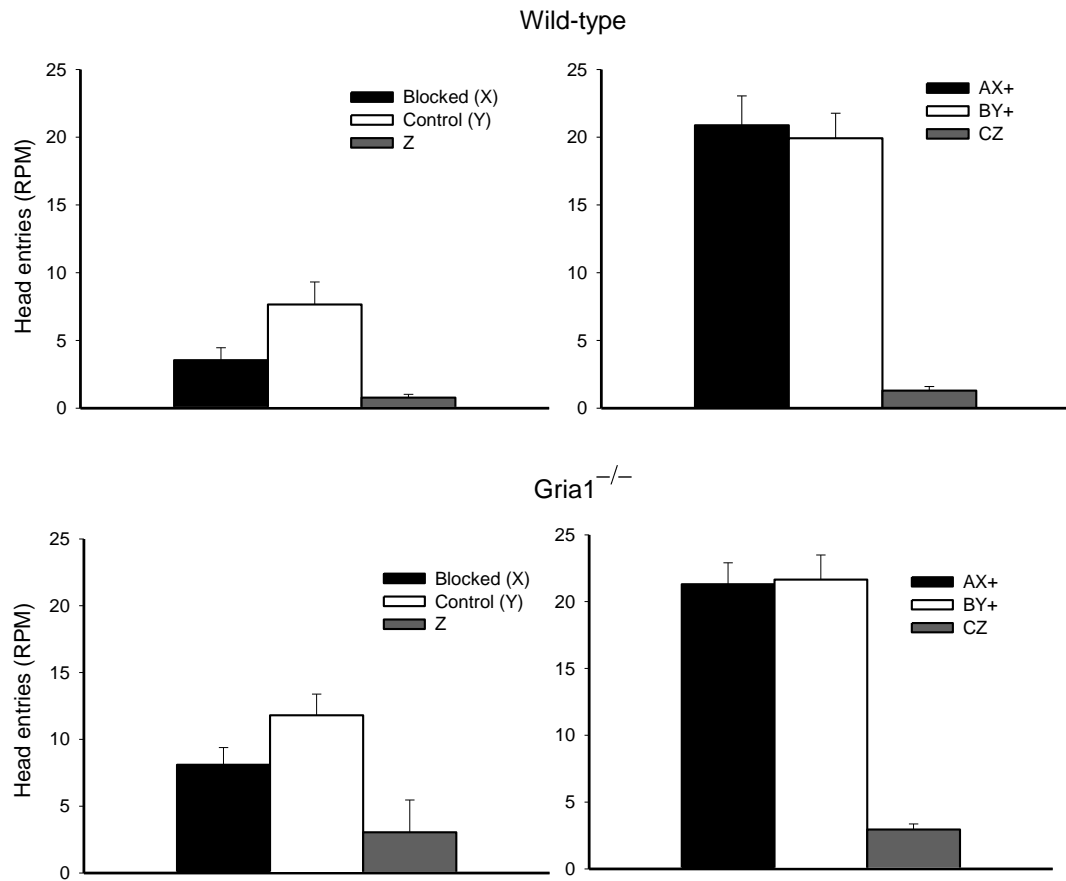 Wild-type
Head entries (RPM)
25
20
15
10
5
0
Blocked (X)
Control (Y)
Z
25
20
15
10
5
0
AX+
BY+
CZ
Gria1−/−
Head entries (RPM)
25
20
15
10
5
0
Blocked (X)
Control (Y)
Z
25
20
15
10
5
0
AX+
BY+
CZ